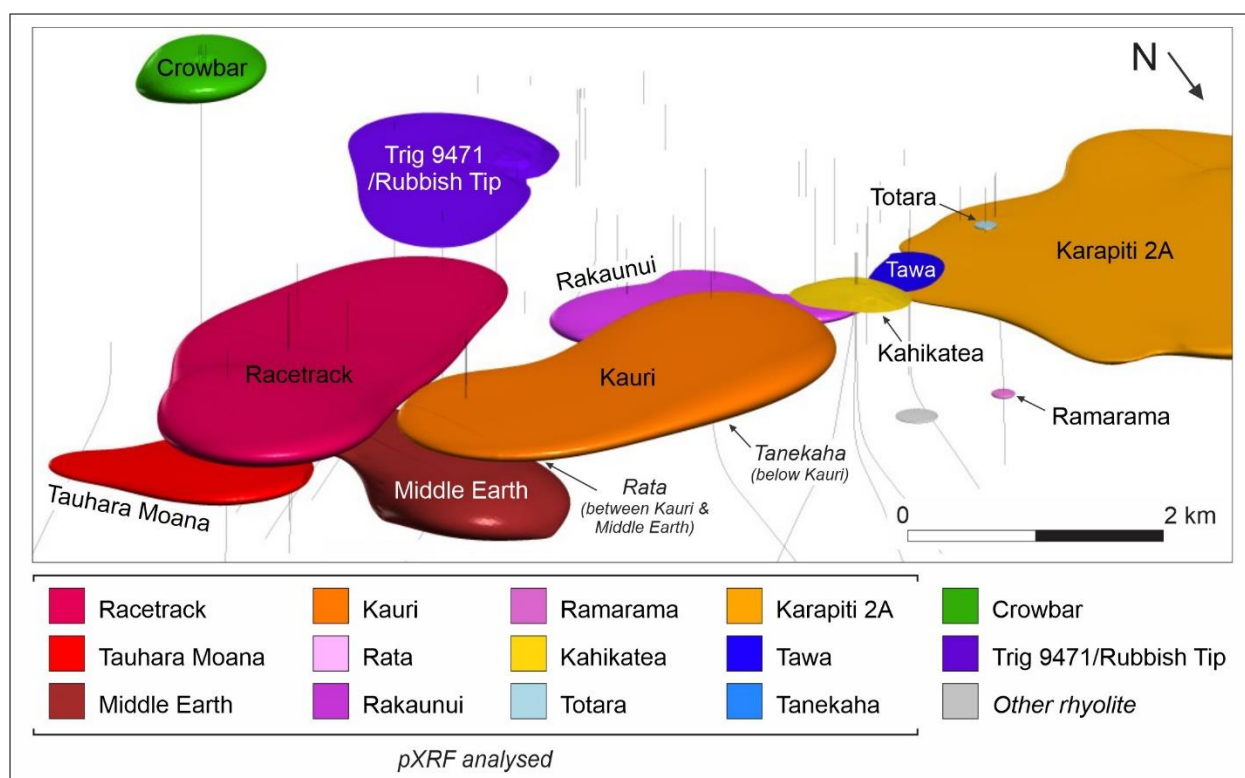 Crowbar
N
Trig 9471
/Rubbish Tip
Totara
Karapiti 2A
Rakaunui
Tawa
Racetrack
Kauri
Kahikatea
Ramarama
Tanekaha
(below Kauri)
Tauhara Moana
Middle Earth
Rata
(between Kauri &
Middle Earth)
0
2 km
Racetrack
Kauri
Ramarama
Karapiti 2A
Crowbar
Tauhara Moana
Rata
Kahikatea
Tawa
Trig 9471/Rubbish Tip
Middle Earth
Rakaunui
Totara
Tanekaha
Other rhyolite
pXRF analysed